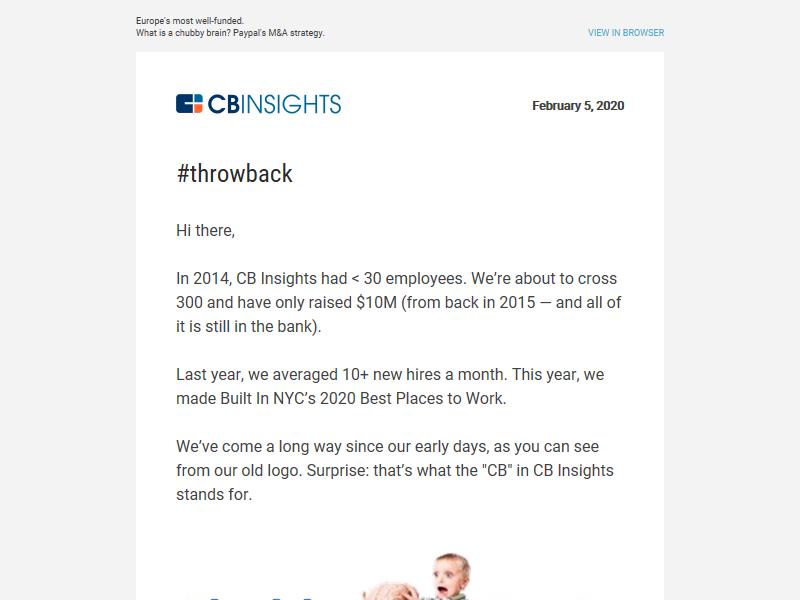 Europe's most well-funded.
What is a chubby brain? Paypal's M&A strategy.
VIEW IN BROWSER
CBINSIGHTS
February 5, 2020
#throwback
Hi there,
In 2014, CB Insights had < 30 employees. We’re about to cross
300 and have only raised $10M (from back in 2015 — and all of
it is still in the bank).
Last year, we averaged 10+ new hires a month. This year, we
made Built In NYC’s 2020 Best Places to Work.
We’ve come a long way since our early days, as you can see
from our old logo. Surprise: that’s what the "CB" in CB Insights
stands for.